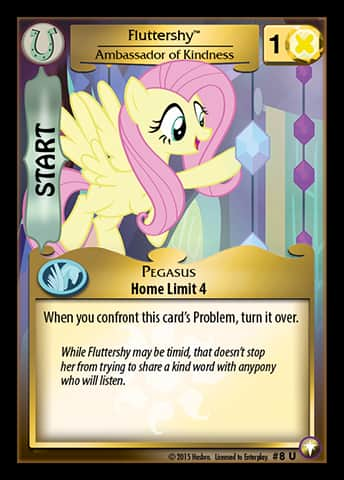 Fluttershy™
Ambassador of Kindness
1
START
PEGASUS
Home Limit 4
When you confront this card's Problem, turn it over.
While Fluttershy may be timid, that doesn't stop
her from trying to share a kind word with anypony
who will listen.
© 2015 Hasbro. Licensed to Enterplay. #8 U